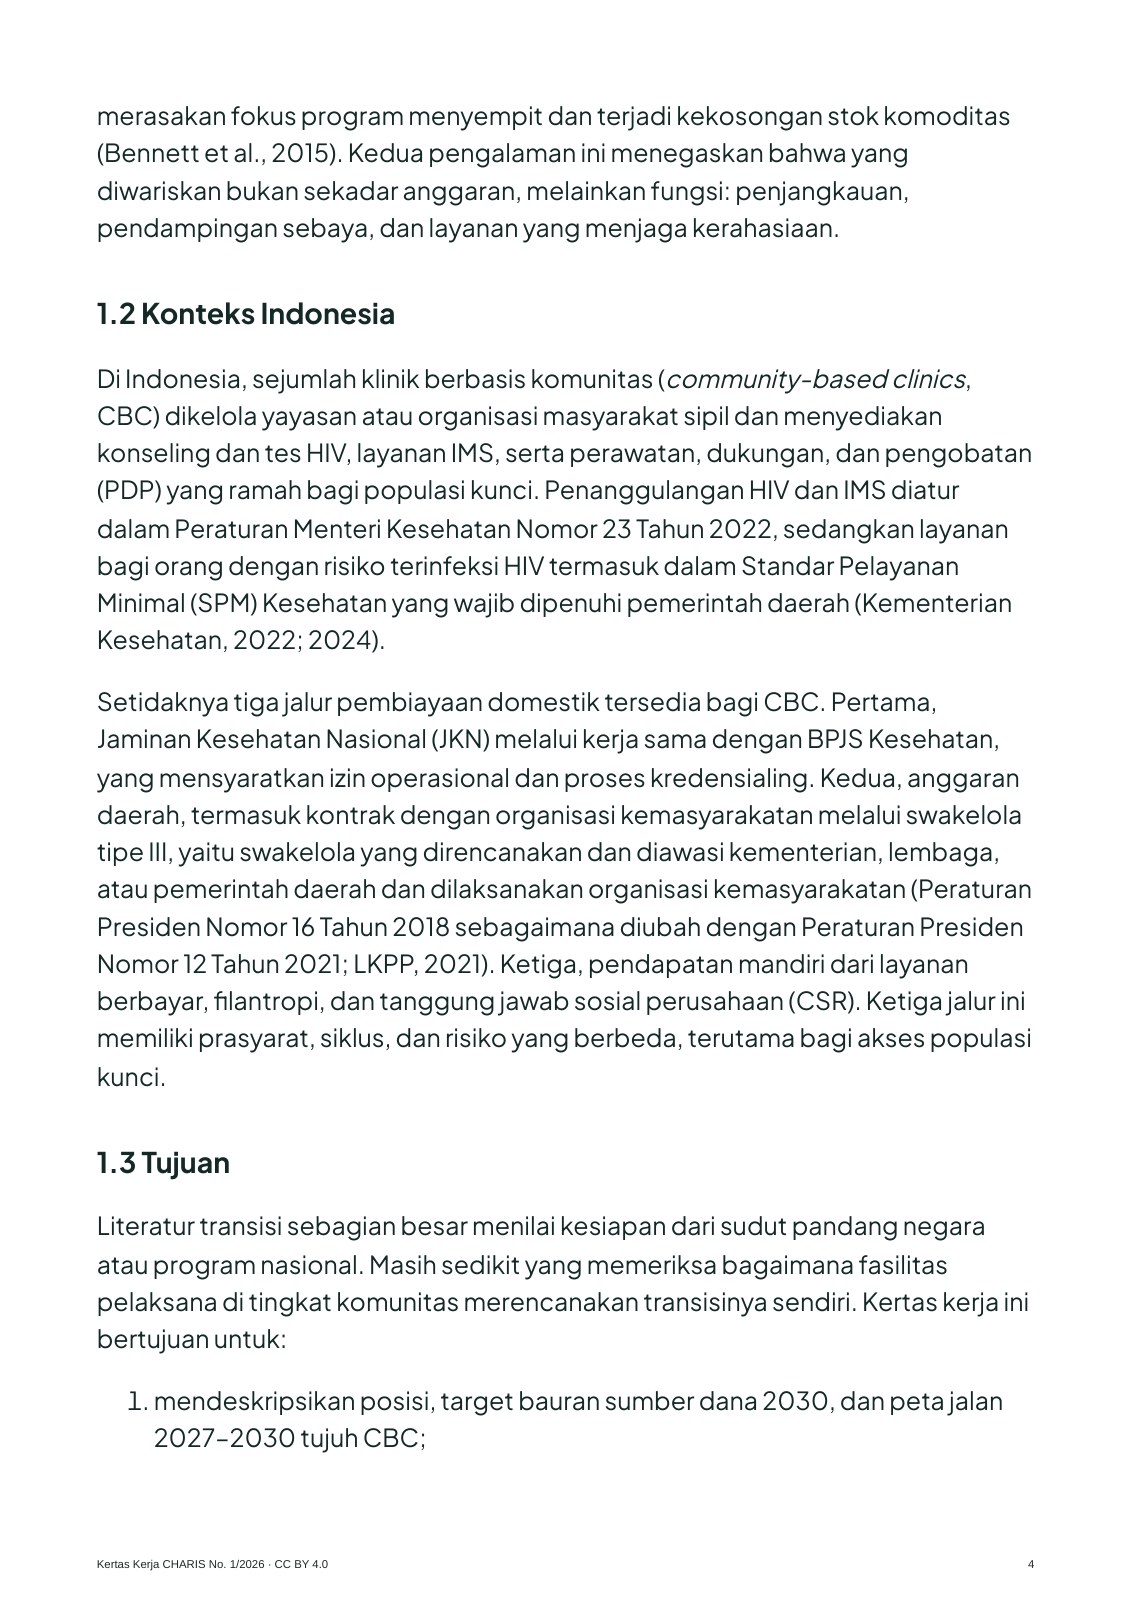 merasakan fokus program menyempit dan terjadi kekosongan stok komoditas
(Bennett et al., 2015). Kedua pengalaman ini menegaskan bahwa yang
diwariskan bukan sekadar anggaran, melainkan fungsi: penjangkauan,
pendampingan sebaya, dan layanan yang menjaga kerahasiaan.
1.2 Konteks Indonesia
Di Indonesia, sejumlah klinik berbasis komunitas (community-based clinics,
CBC) dikelola yayasan atau organisasi masyarakat sipil dan menyediakan
konseling dan tes HIV, layanan IMS, serta perawatan, dukungan, dan pengobatan
(PDP) yang ramah bagi populasi kunci. Penanggulangan HIV dan IMS diatur
dalam Peraturan Menteri Kesehatan Nomor 23 Tahun 2022, sedangkan layanan
bagi orang dengan risiko terinfeksi HIV termasuk dalam Standar Pelayanan
Minimal (SPM) Kesehatan yang wajib dipenuhi pemerintah daerah (Kementerian
Kesehatan, 2022; 2024).
Setidaknya tiga jalur pembiayaan domestik tersedia bagi CBC. Pertama,
Jaminan Kesehatan Nasional (JKN) melalui kerja sama dengan BPJS Kesehatan,
yang mensyaratkan izin operasional dan proses kredensialing. Kedua, anggaran
daerah, termasuk kontrak dengan organisasi kemasyarakatan melalui swakelola
tipe III, yaitu swakelola yang direncanakan dan diawasi kementerian, lembaga,
atau pemerintah daerah dan dilaksanakan organisasi kemasyarakatan (Peraturan
Presiden Nomor 16 Tahun 2018 sebagaimana diubah dengan Peraturan Presiden
Nomor 12 Tahun 2021; LKPP, 2021). Ketiga, pendapatan mandiri dari layanan
berbayar, filantropi, dan tanggung jawab sosial perusahaan (CSR). Ketiga jalur ini
memiliki prasyarat, siklus, dan risiko yang berbeda, terutama bagi akses populasi
kunci.
1.3 Tujuan
Literatur transisi sebagian besar menilai kesiapan dari sudut pandang negara
atau program nasional. Masih sedikit yang memeriksa bagaimana fasilitas
pelaksana di tingkat komunitas merencanakan transisinya sendiri. Kertas kerja ini
bertujuan untuk:
1. mendeskripsikan posisi, target bauran sumber dana 2030, dan peta jalan
2027–2030 tujuh CBC;
Kertas Kerja CHARIS No. 1/2026 · CC BY 4.0
4